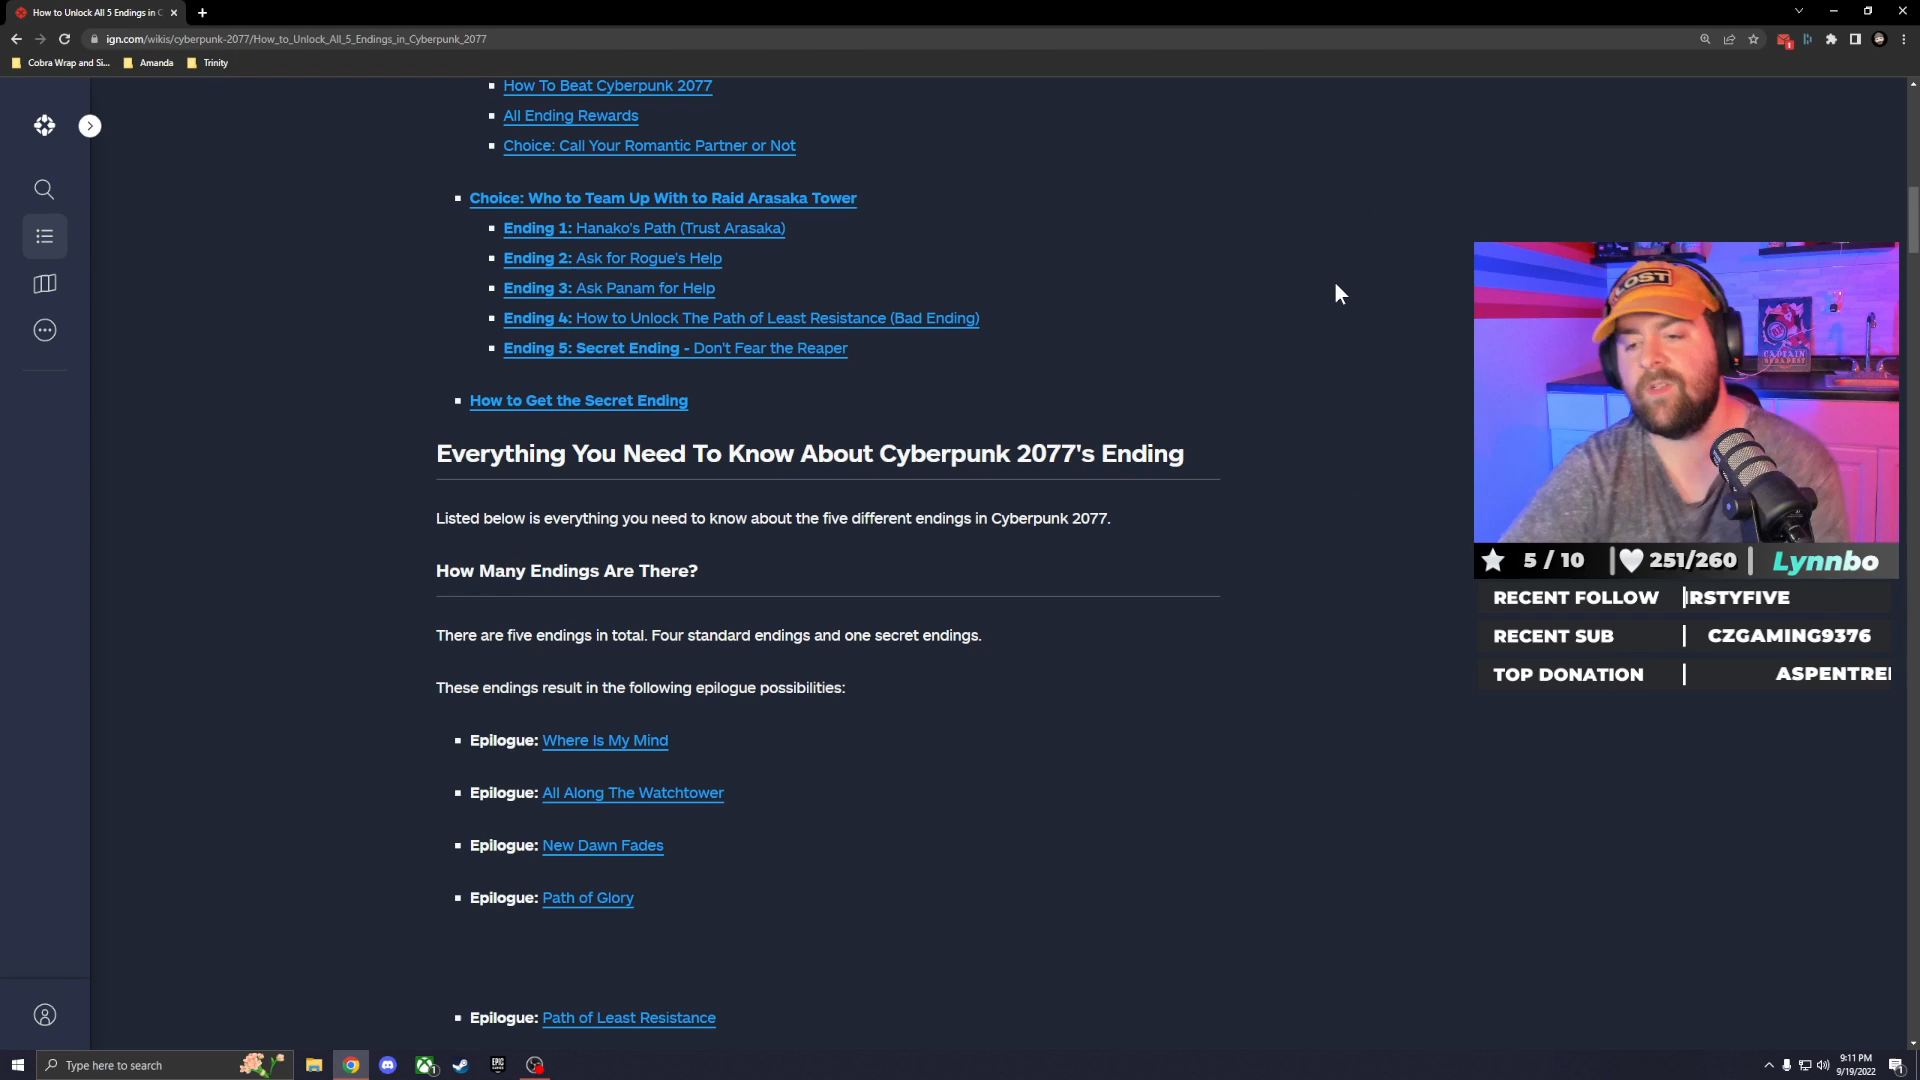 How to Unlock All 5 Endings in C
ign.com/wikis/cyberpunk-2077/How_to_Unlock_All_5_Endings_in_Cyberpunk_2077
Cobra Wrap and Si... Amanda Trinity
How To Beat Cyberpunk 2077
All Ending Rewards
Choice: Call Your Romantic Partner or Not
Choice: Who to Team Up With to Raid Arasaka Tower
Ending 1: Hanako's Path (Trust Arasaka)
Ending 2: Ask for Rogue's Help
Ending 3: Ask Panam for Help
Ending 4: How to Unlock The Path of Least Resistance (Bad Ending)
Ending 5: Secret Ending - Don't Fear the Reaper
How to Get the Secret Ending
Everything You Need To Know About Cyberpunk 2077's Ending
Listed below is everything you need to know about the five different endings in Cyberpunk 2077.
How Many Endings Are There?
There are five endings in total. Four standard endings and one secret endings.
These endings result in the following epilogue possibilities:
Epilogue: Where Is My Mind
Epilogue: All Along The Watchtower
Epilogue: New Dawn Fades
Epilogue: Path of Glory
Epilogue: Path of Least Resistance
LOST
CAPTAIN
5 / 10 | 251/260 | Lynnbo
RECENT FOLLOW | IRSTYFIVE
RECENT SUB | CZGAMING9376
TOP DONATION | ASPENTRE
Type here to search
EPIC
GAMES
1
9:11 PM
9/19/2022
1